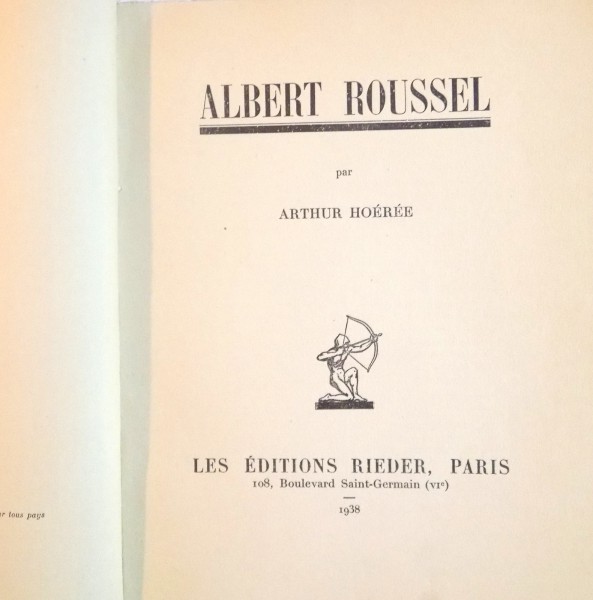 ALBERT ROUSSEL
par
ARTHUR HOÉRÉE
LES ÉDITIONS RIEDER, PARIS
108, Boulevard Saint-Germain (VIe)
1938
tous pays